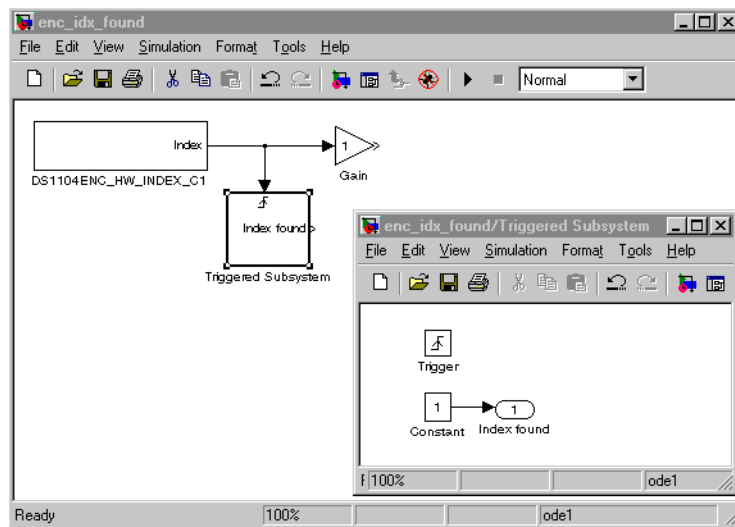 enc_idx_found
File Edit View Simulation Format Tools Help
Normal
Index
DS1104ENC_HW_INDEX_C1
1
Gain
Index found
Triggered Subsystem
enc_idx_found/Triggered Subsystem
File Edit View Simulation Format Tools Help
Trigger
1
Constant
1
Index found
100%
ode1
Ready
100%
ode1